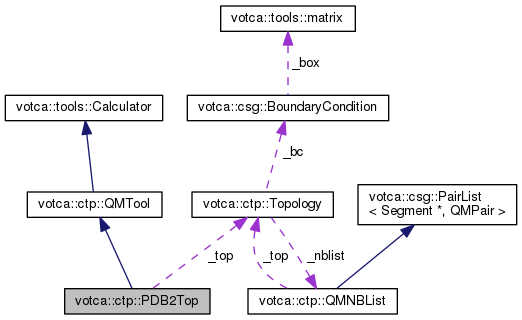 votca::tools::matrix
_box
votca::tools::Calculator
votca::csg::BoundaryCondition
_bc
votca::ctp::QMTool
votca::ctp::Topology
votca::csg::PairList
< Segment *, QMPair >
_top
_top
_nblist
votca::ctp::PDB2Top
votca::ctp::QMNBList